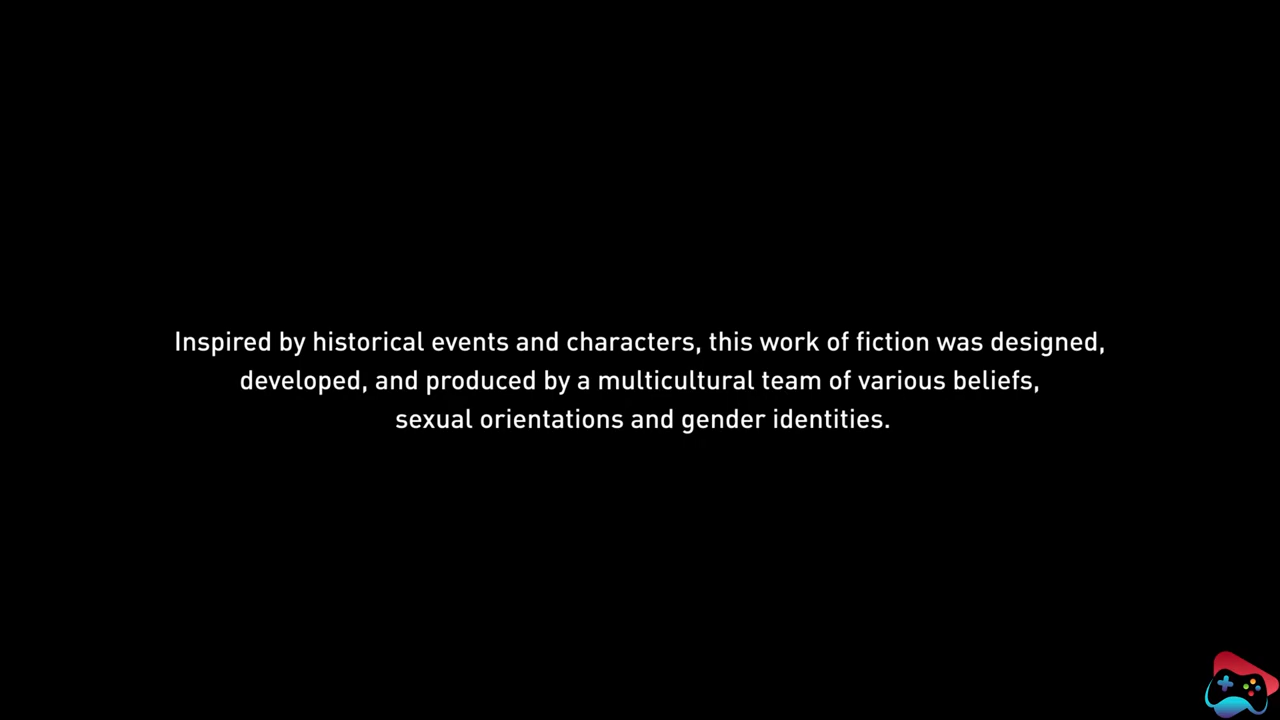 Inspired by historical events and characters, this work of fiction was designed,
developed, and produced by a multicultural team of various beliefs,
sexual orientations and gender identities.